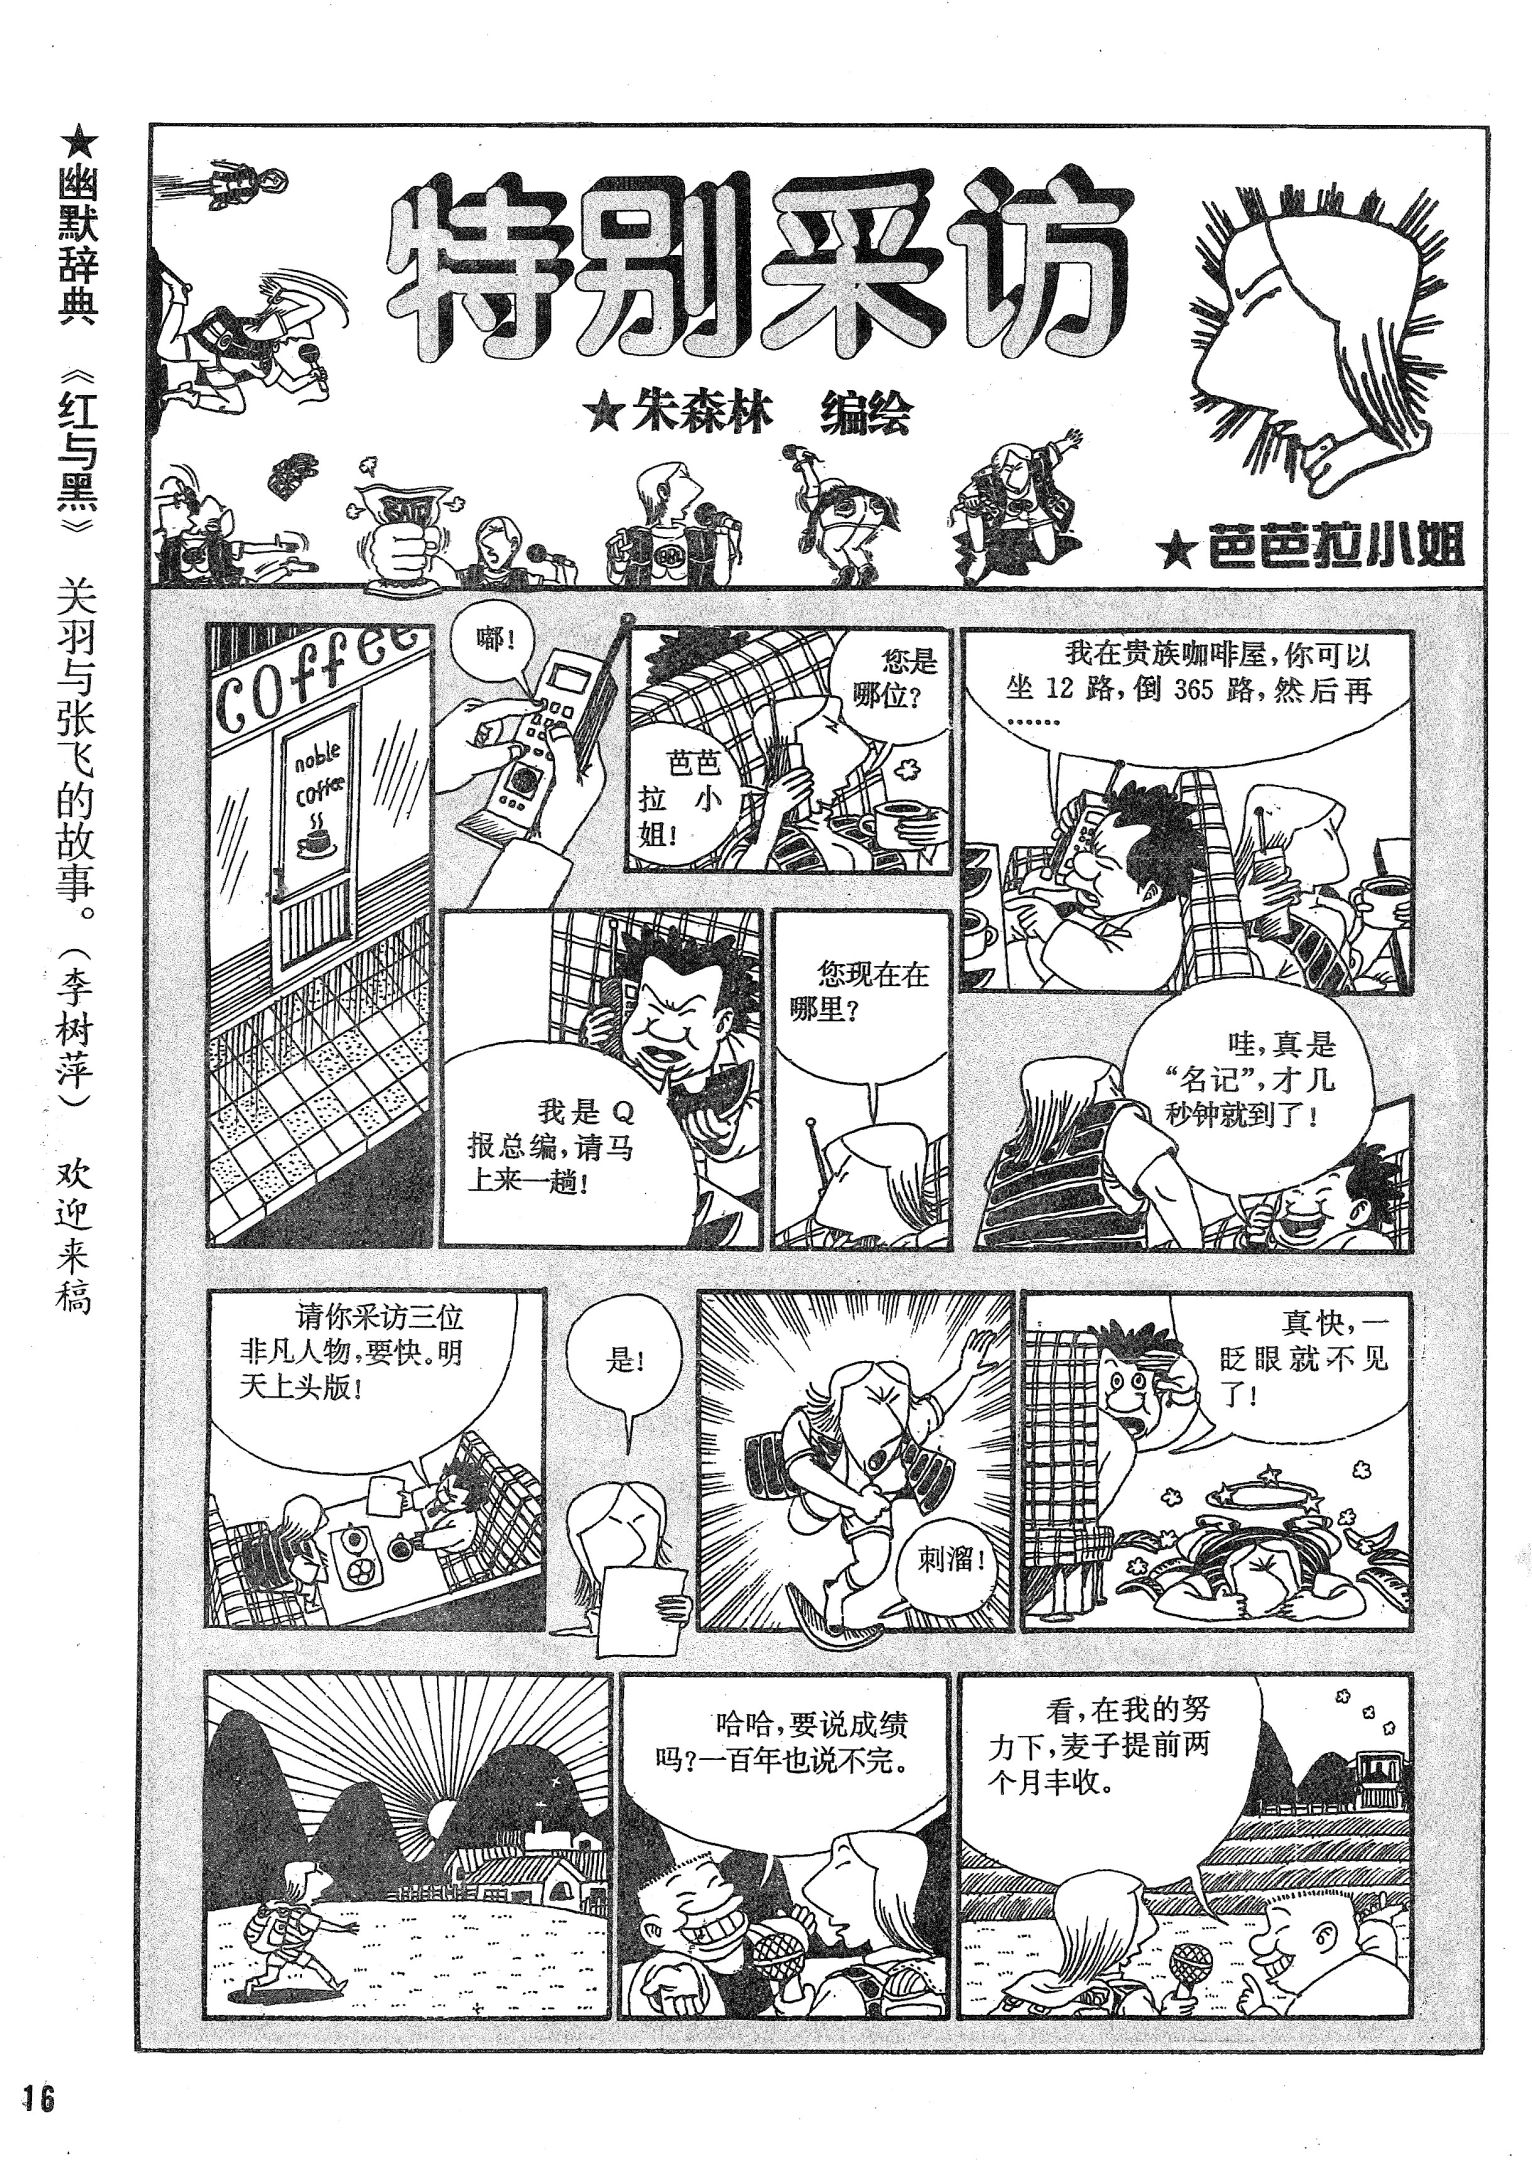 特别采访
★朱森林 编绘
★芭芭拉小姐
★幽默辞典 《红与黑》 关羽与张飞的故事。（李树萍） 欢迎来稿
coffee
noble
coffee
嘟!
芭芭
拉小
姐!
您是
哪位?
我是Q
报总编,请马
上来一趟!
您现在在
哪里?
我在贵族咖啡屋,你可以
坐12路,倒365路,然后再
……
哇,真是
“名记”,才几
秒钟就到了!
请你采访三位
非凡人物,要快。明
天上头版!
是!
刺溜!
真快,一
眨眼就不见
了!
哈哈,要说成绩
吗?一百年也说不完。
看,在我的努
力下,麦子提前两
个月丰收。
16